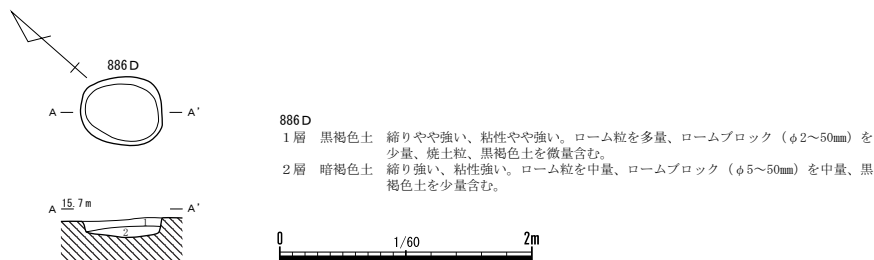 886D
A A'
886D
1層 黒褐色土 締りやや強い、粘性やや強い。ローム粒を多量、ロームブロック(φ2〜50㎜)を
少量、焼土粒、黒褐色土を微量含む。
2層 暗褐色土 締り強い、粘性強い。ローム粒を中量、ロームブロック(φ5〜50㎜)を中量、黒
褐色土を少量含む。
A 15.7m A'
1
2
0 1/60 2m